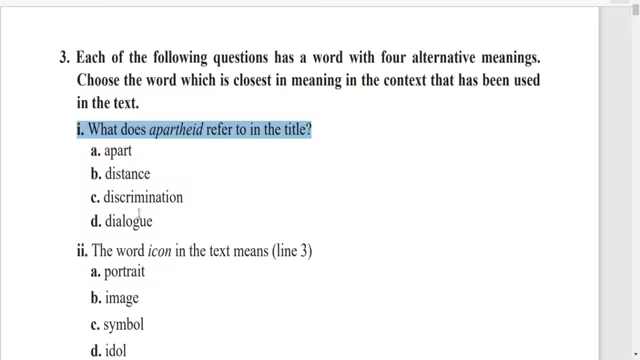 3. Each of the following questions has a word with four alternative meanings.
Choose the word which is closest in meaning in the context that has been used
in the text.
i. What does apartheid refer to in the title?
a. apart
b. distance
c. discrimination
d. dialogue
ii. The word icon in the text means (line 3)
a. portrait
b. image
c. symbol
d. idol